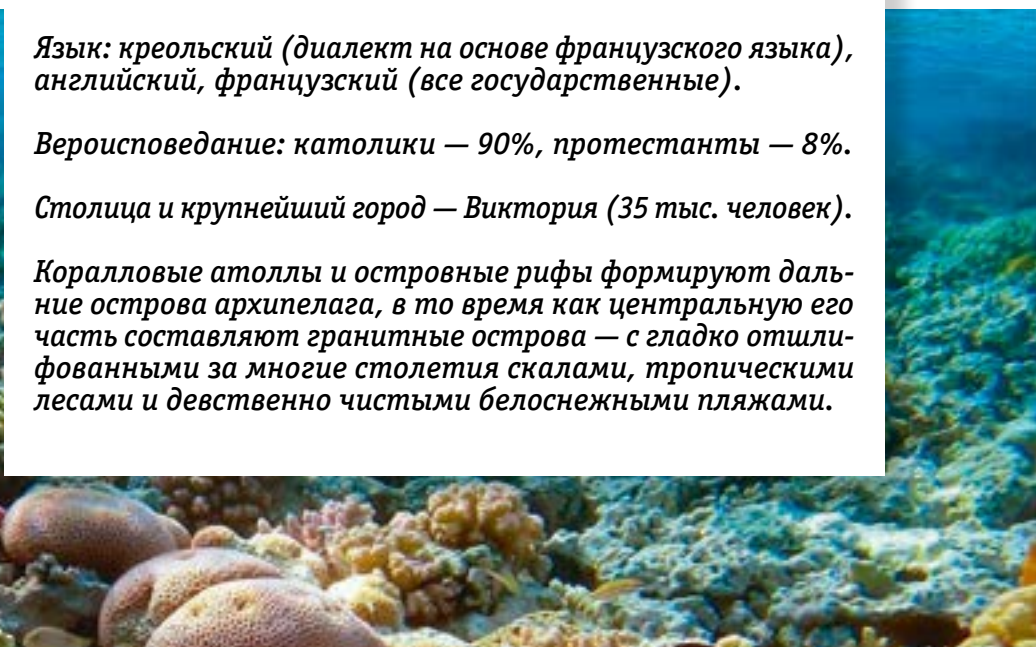 Язык: креольский (диалект на основе французского языка),
английский, французский (все государственные).
Вероисповедание: католики — 90%, протестанты — 8%.
Столица и крупнейший город — Виктория (35 тыс. человек).
Коралловые атоллы и островные рифы формируют даль-
ние острова архипелага, в то время как центральную его
часть составляют гранитные острова — с гладко отшли-
фованными за многие столетия скалами, тропическими
лесами и девственно чистыми белоснежными пляжами.